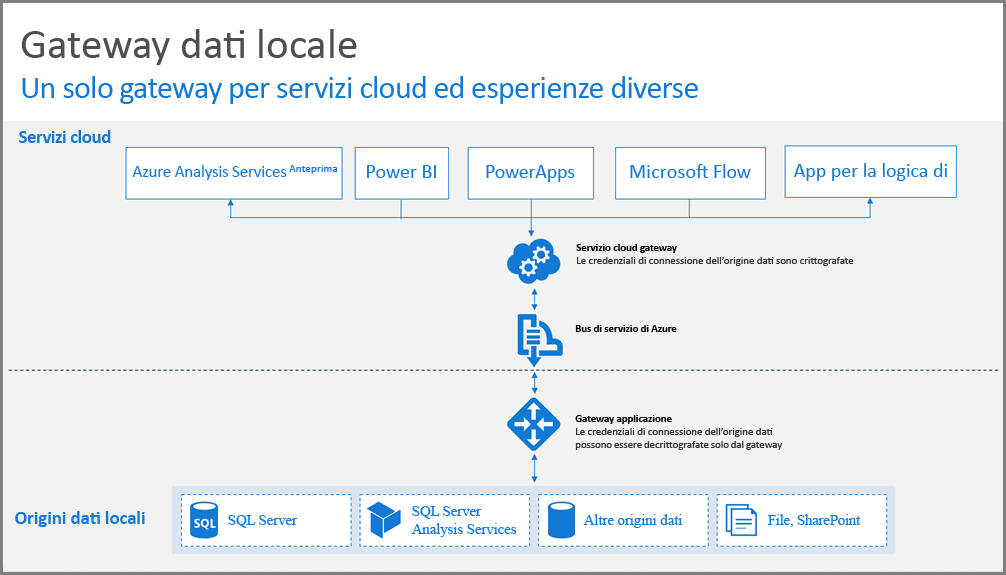 Gateway dati locale
Un solo gateway per servizi cloud ed esperienze diverse
Servizi cloud
Azure Analysis Services Anteprima
Power BI
PowerApps
Microsoft Flow
App per la logica di
Servizio cloud gateway
Le credenziali di connessione dell'origine dati sono crittografate
Bus di servizio di Azure
Gateway applicazione
Le credenziali di connessione dell'origine dati
possono essere decrittografate solo dal gateway
Origini dati locali
SQL
SQL Server
SQL Server
Analysis Services
Altre origini dati
File, SharePoint